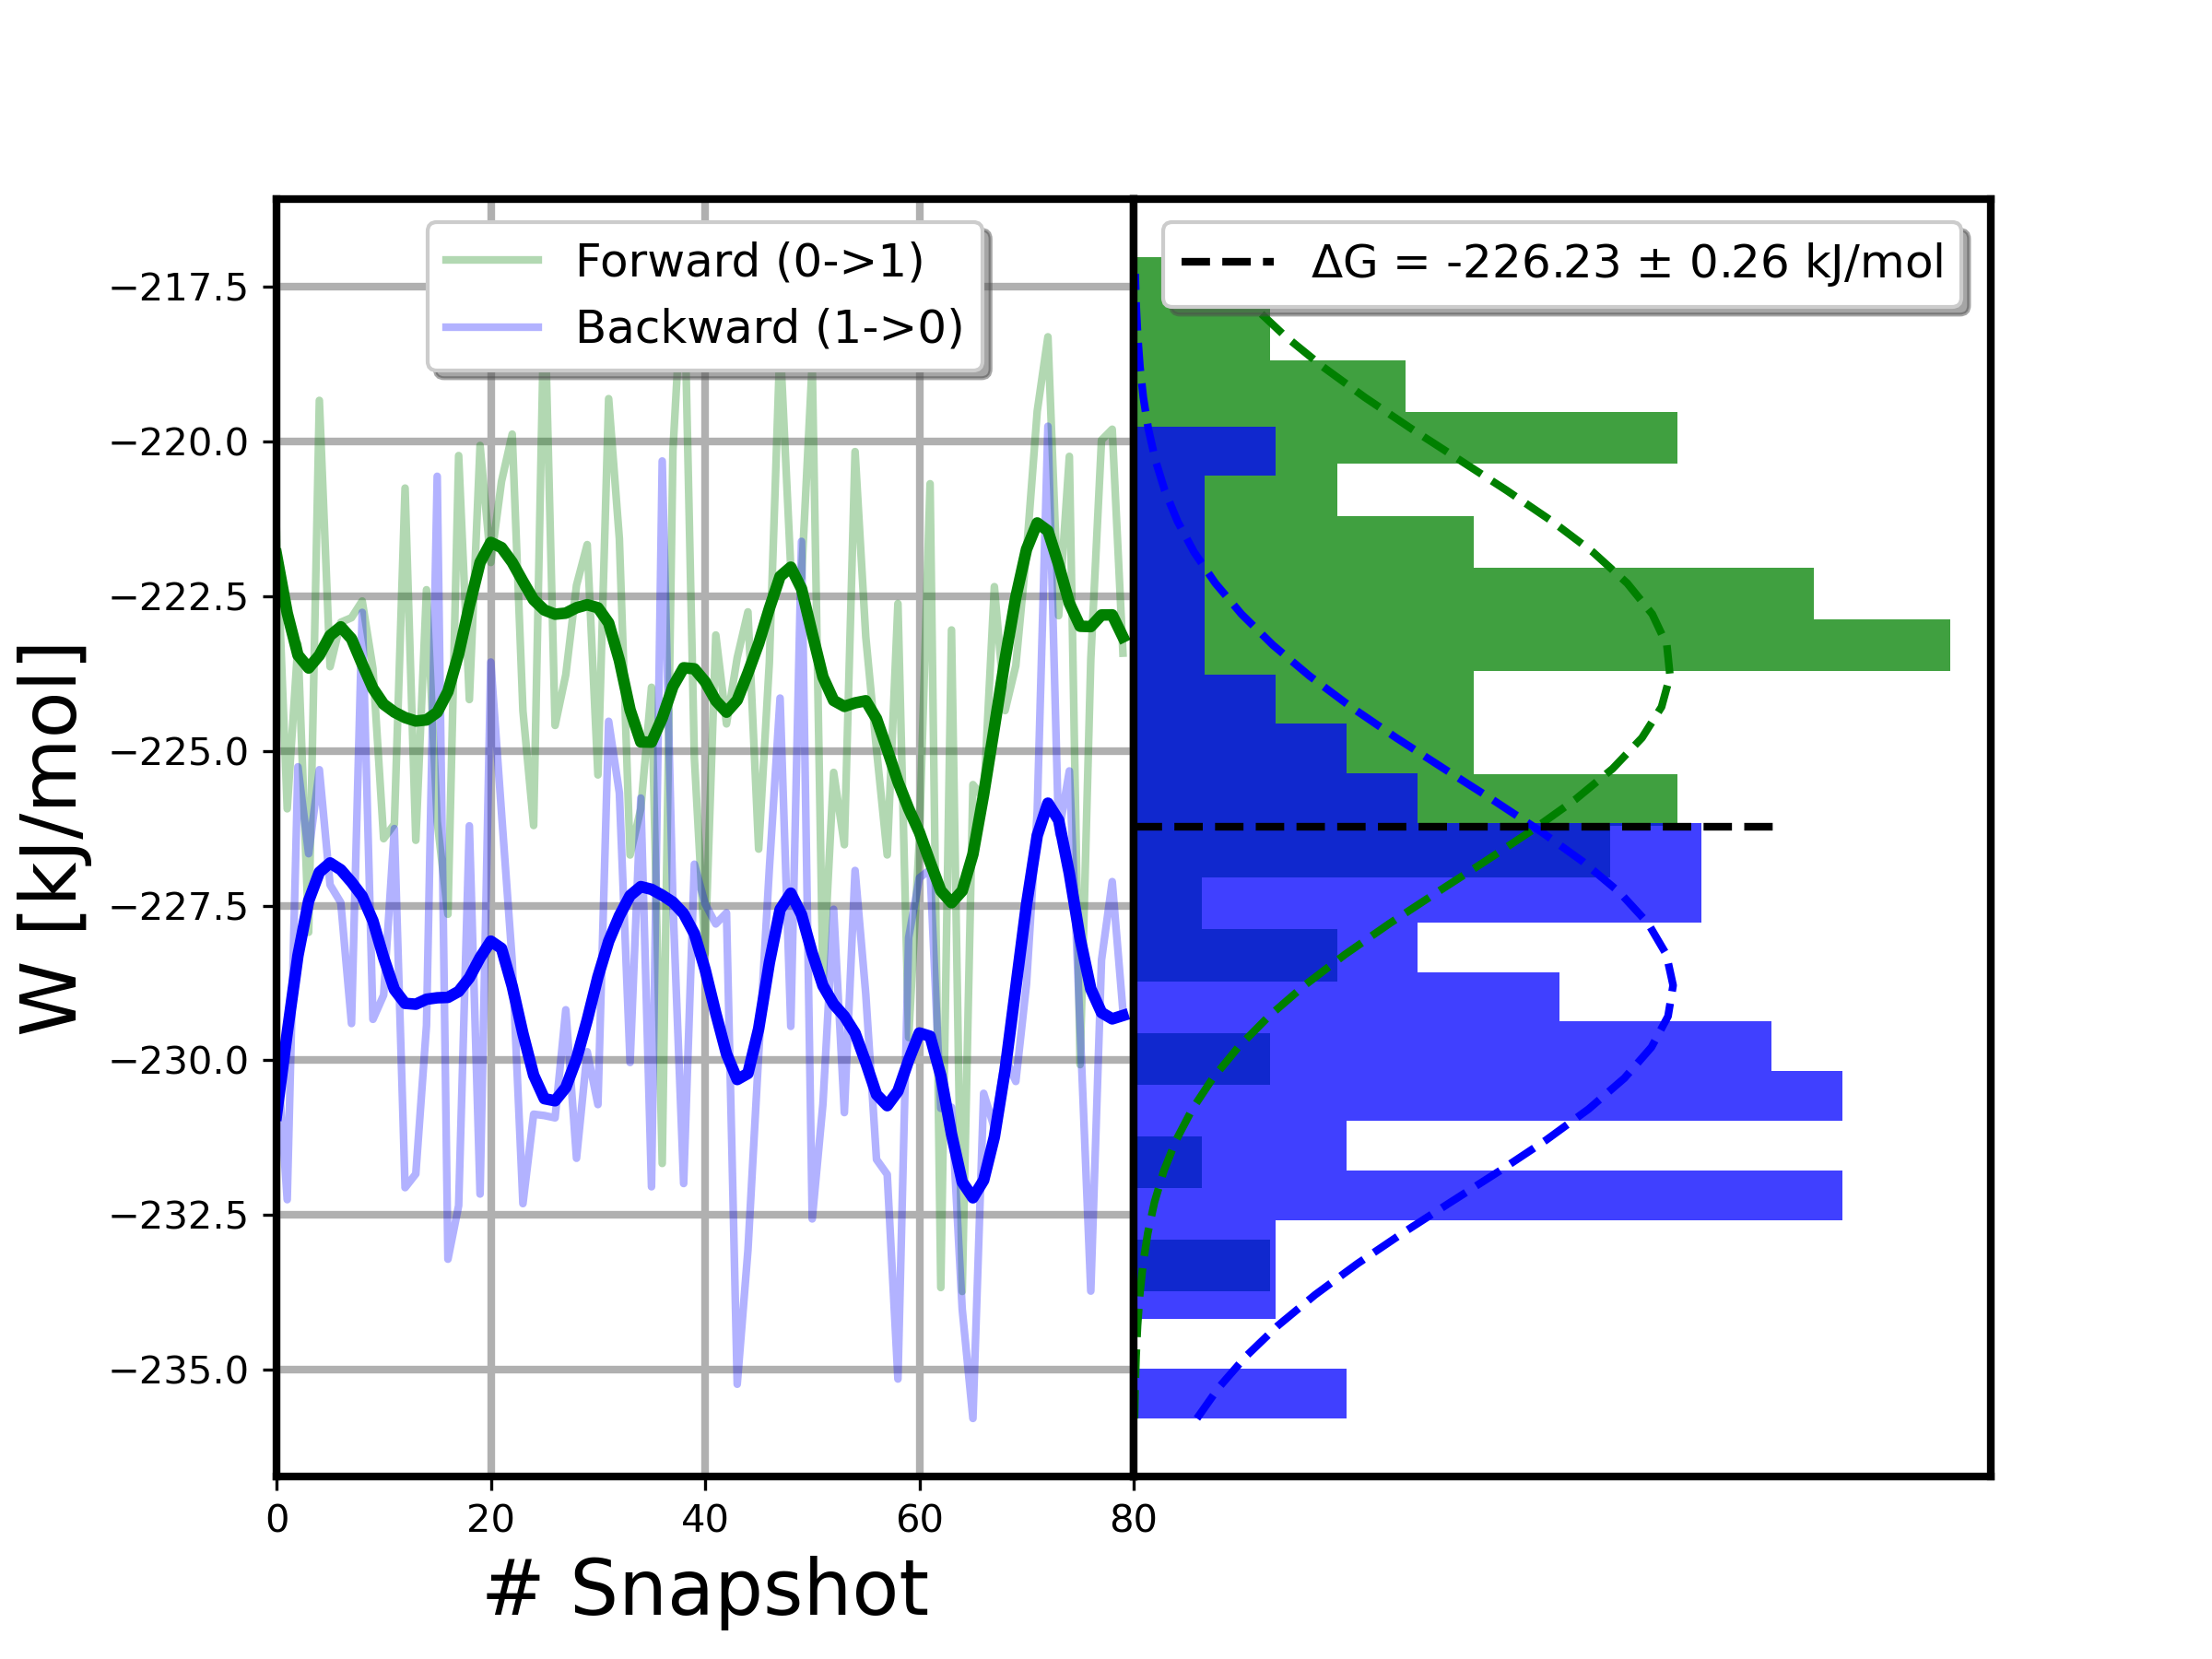 Forward (0->1)
Backward (1->0)
ΔG = -226.23 ± 0.26 kJ/mol
W [kJ/mol]
−217.5
−220.0
−222.5
−225.0
−227.5
−230.0
−232.5
−235.0
0 20 40 60 80
# Snapshot